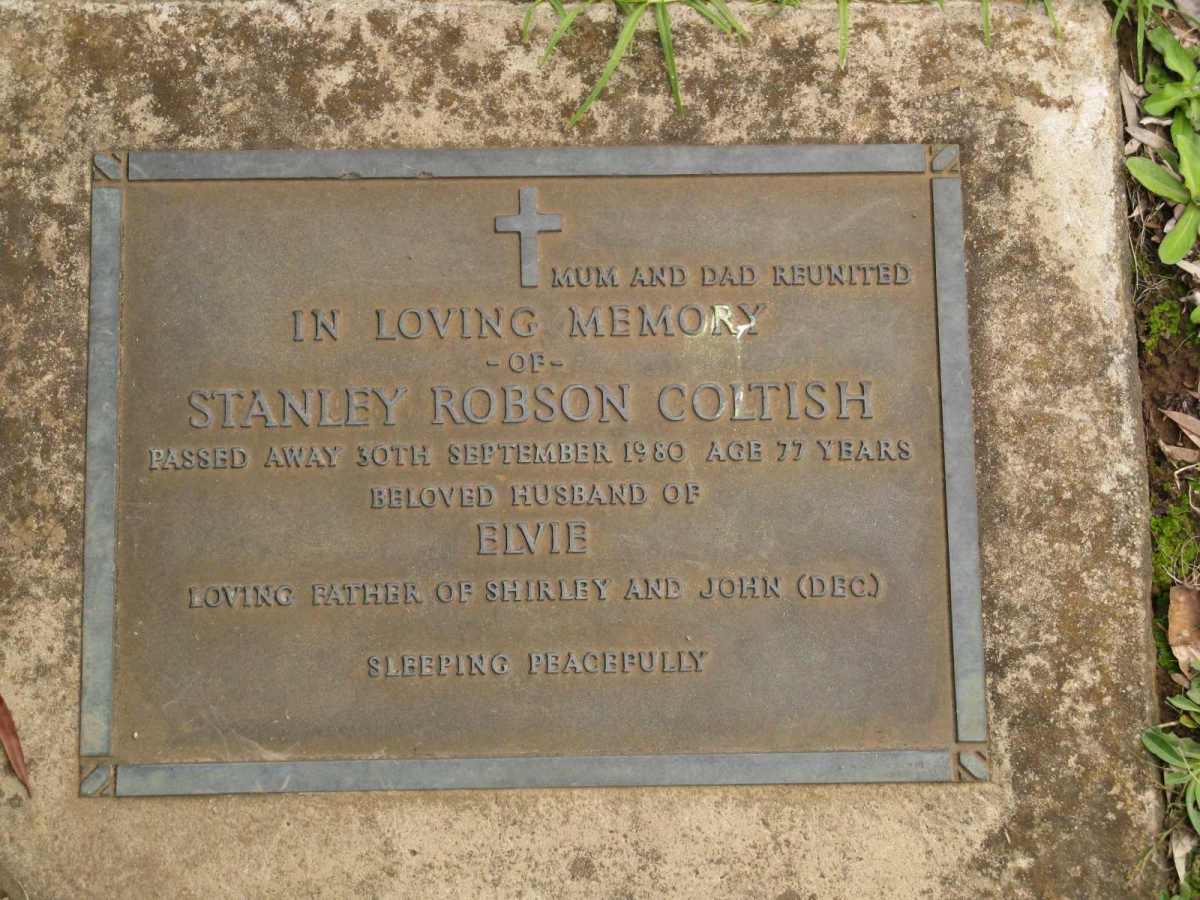 MUM AND DAD REUNITED
IN LOVING MEMORY
-OF-
STANLEY ROBSON COLTISH
PASSED AWAY 30TH SEPTEMBER 1980 AGE 77 YEARS
BELOVED HUSBAND OF
ELVIE
LOVING FATHER OF SHIRLEY AND JOHN (DEC.)
SLEEPING PEACEFULLY